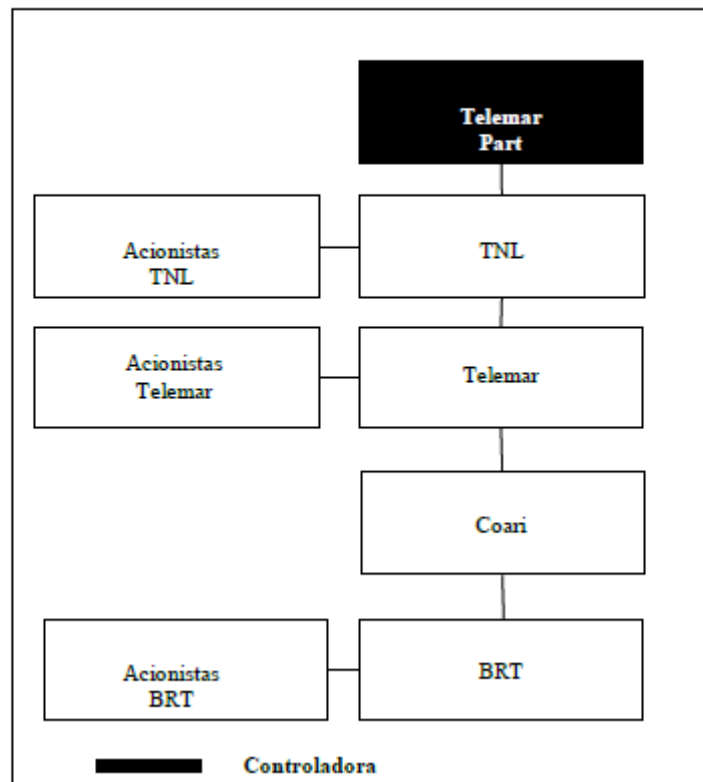 Telemar
Part
Acionistas
TNL
TNL
Acionistas
Telemar
Telemar
Coari
Acionistas
BRT
BRT
Controladora